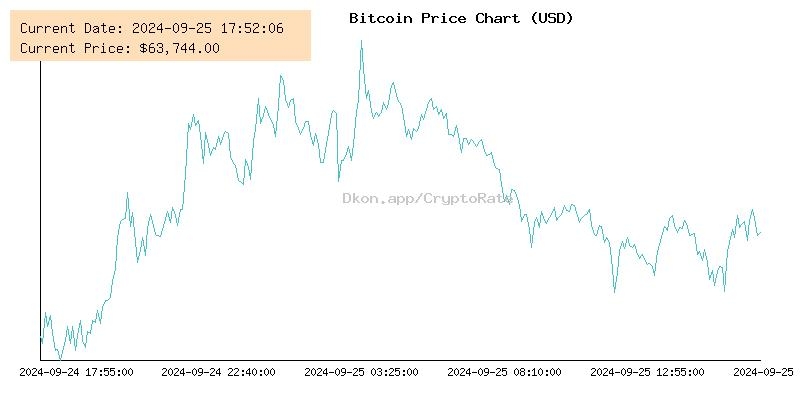 Bitcoin Price Chart (USD)
Current Date: 2024-09-25 17:52:06
Current Price: $63,744.00
Dkon.app/CryptoRate
2024-09-24 17:55:00
2024-09-24 22:40:00
2024-09-25 03:25:00
2024-09-25 08:10:00
2024-09-25 12:55:00
2024-09-25